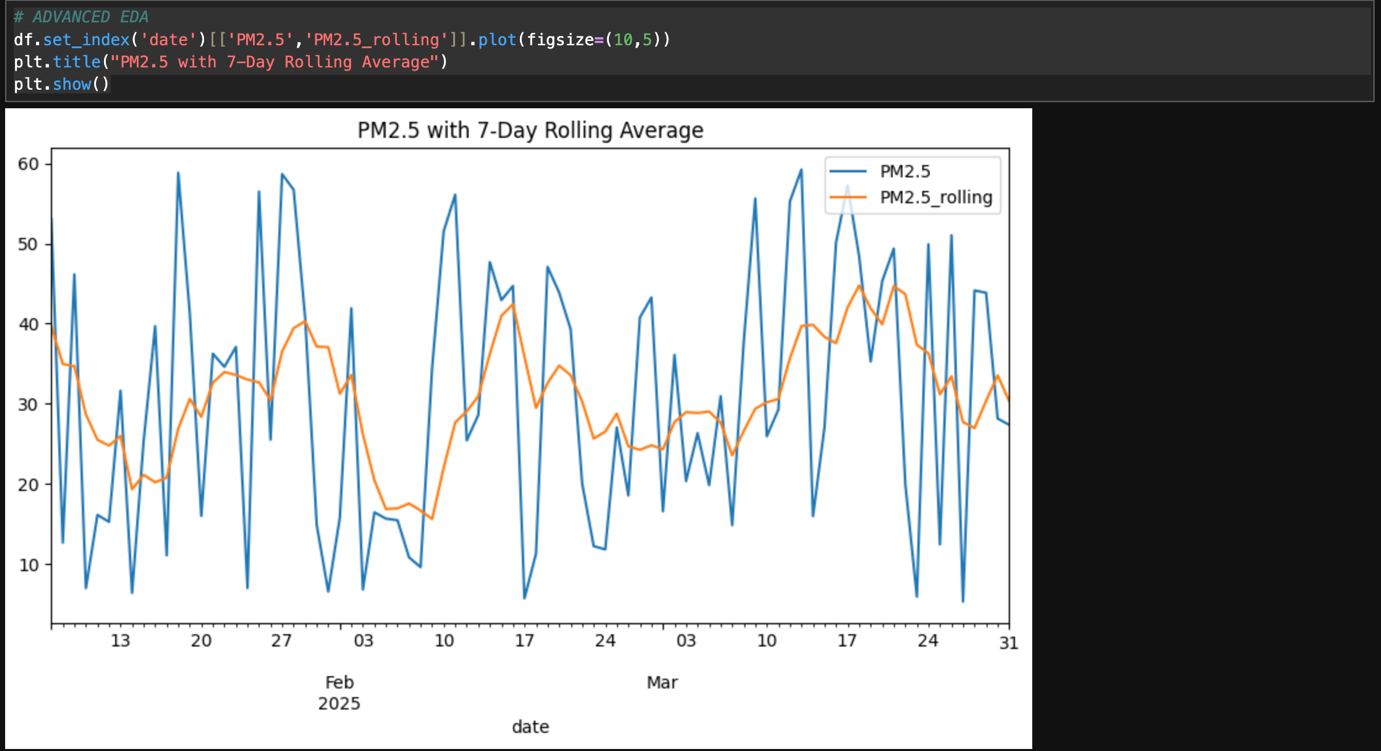 # ADVANCED EDA
df.set_index('date')[['PM2.5','PM2.5_rolling']].plot(figsize=(10,5))
plt.title("PM2.5 with 7-Day Rolling Average")
plt.show()
PM2.5 with 7-Day Rolling Average
PM2.5
PM2.5_rolling
60
50
40
30
20
10
13 20 27 03 10 17 24 03 10 17 24 31
Feb Mar
2025
date